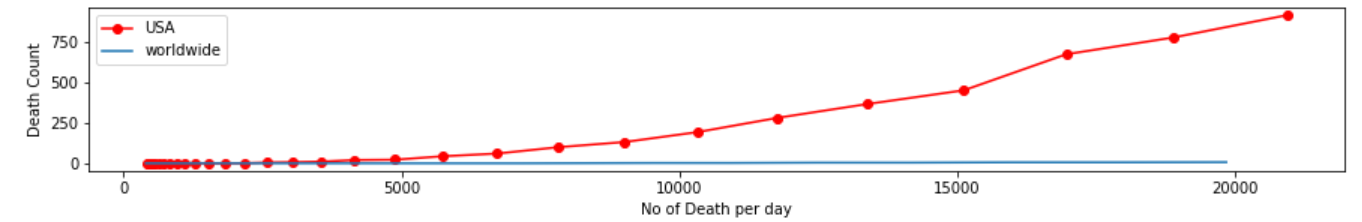 USA
worldwide
Death Count
750
500
250
0
0 5000 10000 15000 20000
No of Death per day